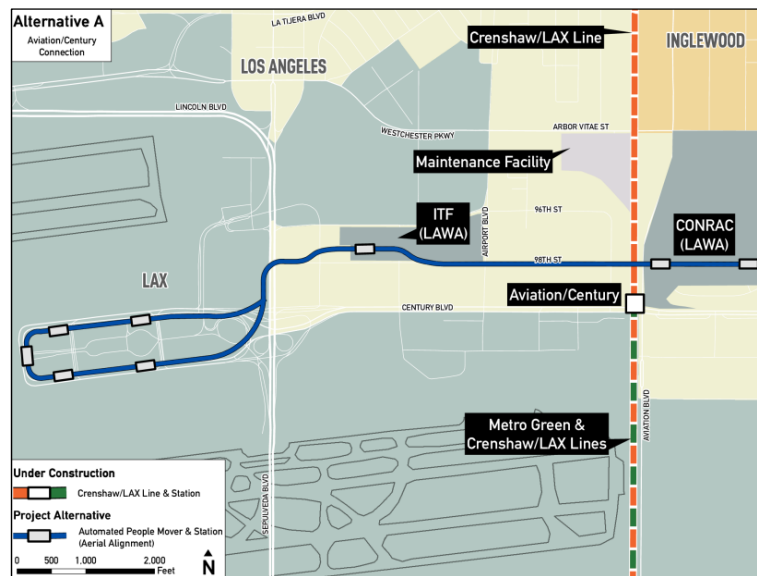 Alternative A
Aviation/Century
Connection
LA TIJERA BLVD
Crenshaw/LAX Line
INGLEWOOD
LOS ANGELES
LINCOLN BLVD
WESTCHESTER PKWY
ARBOR VITAE ST
Maintenance Facility
96TH ST
ITF
(LAWA)
AIRPORT BLVD
CONRAC
(LAWA)
98TH ST
LAX
Aviation/Century
CENTURY BLVD
AVIATION BLVD
Metro Green &
Crenshaw/LAX Lines
SEPULVEDA BLVD
Under Construction
Crenshaw/LAX Line & Station
Project Alternative
Automated People Mover & Station
(Aerial Alignment)
0 500 1,000 2,000
Feet
N